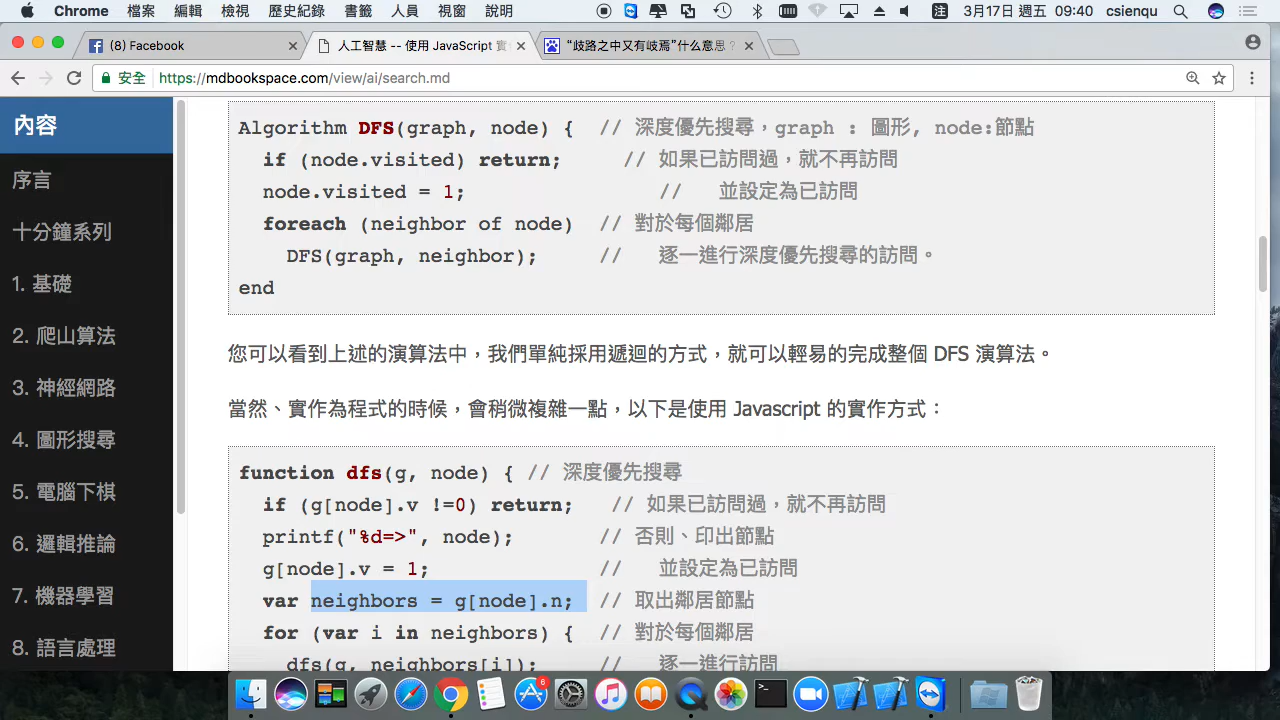 Chrome 檔案 編輯 檢視 歷史紀錄 書籤 人員 視窗 說明 注 3月17日 週五 09:40 csienqu
(8) Facebook
人工智慧 -- 使用 JavaScript 實
“歧路之中又有岐焉”什么意思？
安全 https://mdbookspace.com/view/ai/search.md
內容
序言
十分鐘系列
1. 基礎
2. 爬山算法
3. 神經網路
4. 圖形搜尋
5. 電腦下棋
6. 邏輯推論
7. 機器學習
8. 語言處理
Algorithm DFS(graph, node) { // 深度優先搜尋，graph : 圖形, node:節點
if (node.visited) return; // 如果已訪問過，就不再訪問
node.visited = 1; // 並設定為已訪問
foreach (neighbor of node) // 對於每個鄰居
DFS(graph, neighbor); // 逐一進行深度優先搜尋的訪問。
end
您可以看到上述的演算法中，我們單純採用遞迴的方式，就可以輕易的完成整個 DFS 演算法。
當然、實作為程式的時候，會稍微複雜一點，以下是使用 Javascript 的實作方式：
function dfs(g, node) { // 深度優先搜尋
if (g[node].v !=0) return; // 如果已訪問過，就不再訪問
printf("%d=>", node); // 否則、印出節點
g[node].v = 1; // 並設定為已訪問
var neighbors = g[node].n; // 取出鄰居節點
for (var i in neighbors) { // 對於每個鄰居
dfs(g, neighbors[i]); // 逐一進行訪問
6